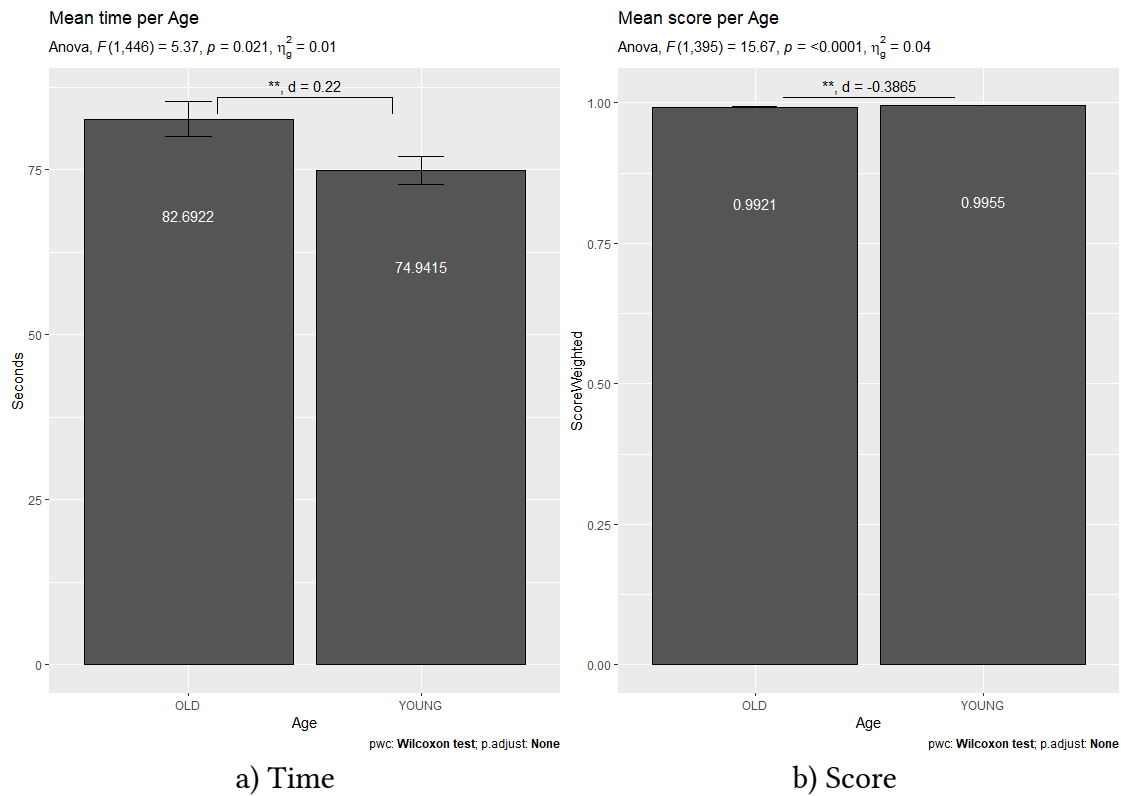 Mean time per Age
Anova, F(1,446) = 5.37, p = 0.021, η²g = 0.01
**, d = 0.22
75
82.6922
74.9415
50
Seconds
25
0
OLD YOUNG
Age
pwc: Wilcoxon test; p.adjust: None
a) Time
Mean score per Age
Anova, F(1,395) = 15.67, p = <0.0001, η²g = 0.04
**, d = -0.3865
1.00
0.9921
0.9955
0.75
0.50
ScoreWeighted
0.25
0.00
OLD YOUNG
Age
pwc: Wilcoxon test; p.adjust: None
b) Score